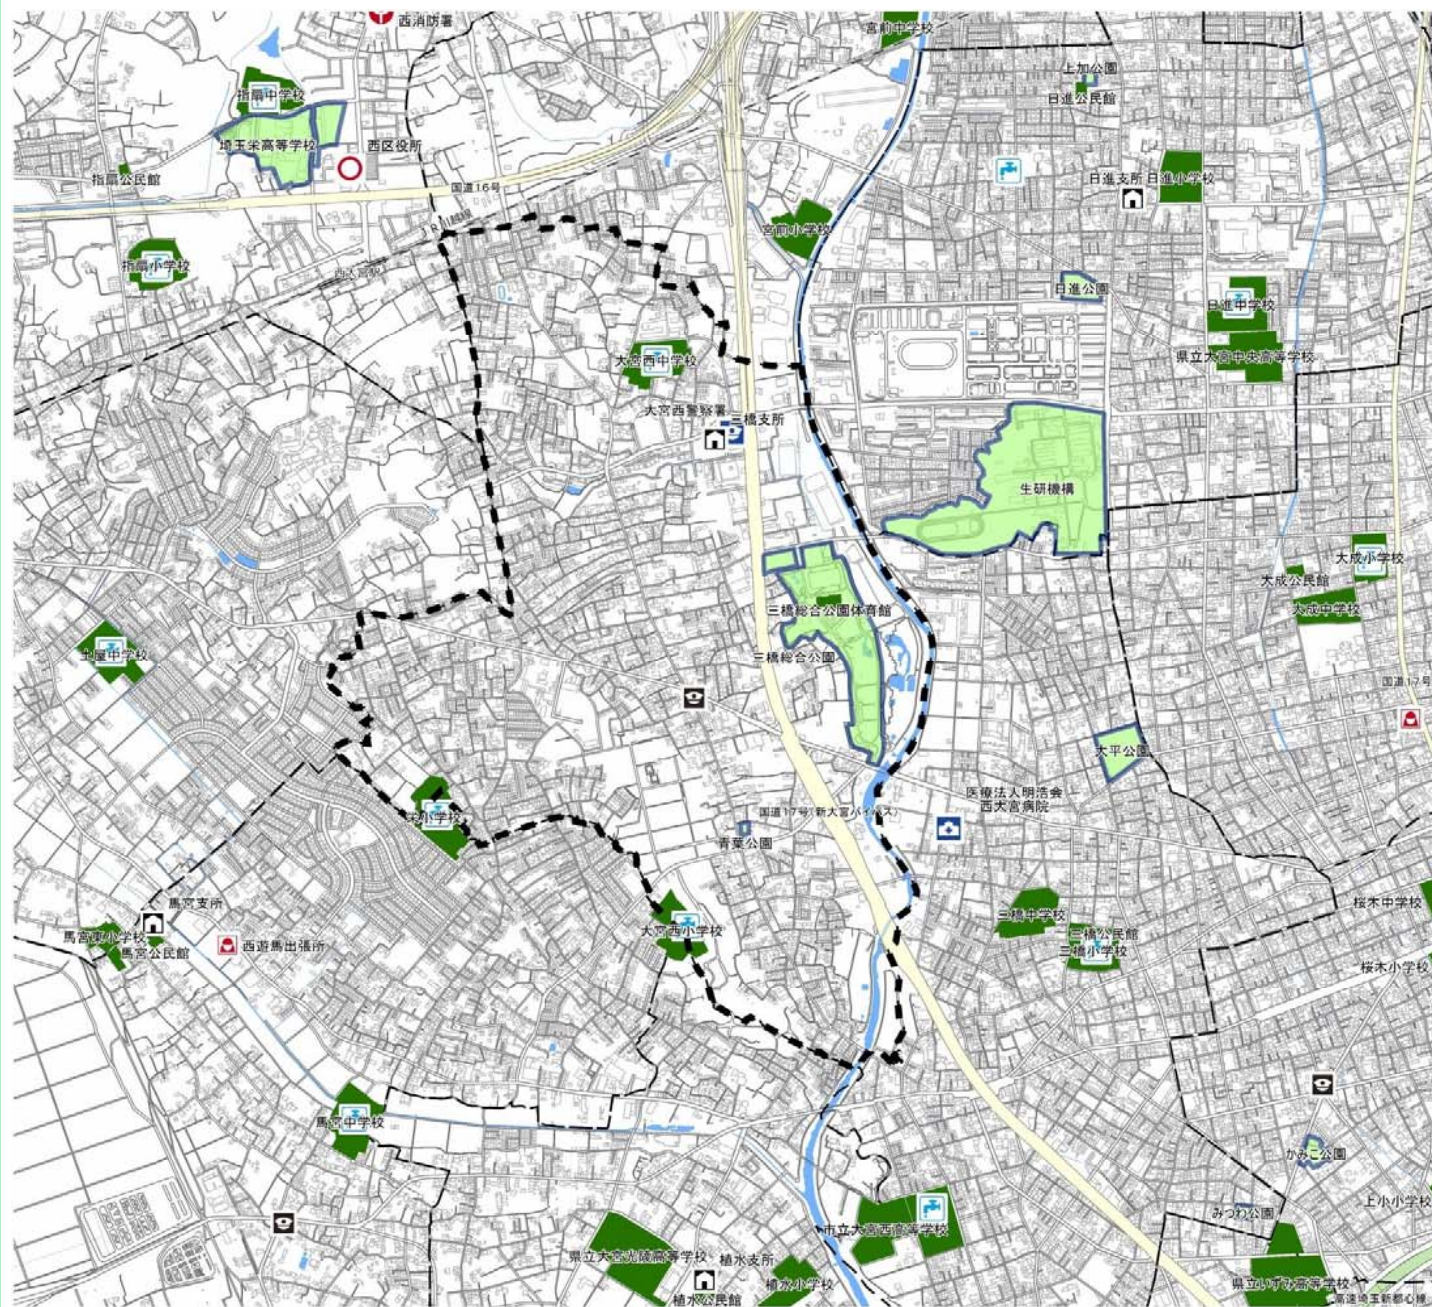 西消防署
宮前中学校
上加公園
日進公民館
指扇中学校
埼玉栄高等学校
西区役所
指扇公民館
国道16号
日進支所
日進小学校
宮前小学校
指扇小学校
西大宮駅
日進公園
日進中学校
県立大宮中央高等学校
大宮西中学校
大宮西警察署
三橋支所
生研機構
大成小学校
大成公民館
大成中学校
三橋総合公園体育館
三橋総合公園
土屋中学校
国道17号
大平公園
医療法人明浩会
西大宮病院
国道17号(新大宮バイパス)
栄小学校
青葉公園
馬宮支所
馬宮東小学校
馬宮公民館
西遊馬出張所
大宮西小学校
三橋中学校
三橋公民館
三橋小学校
桜木中学校
桜木小学校
馬宮中学校
かみこ公園
上小小学校
みつわ公園
市立大宮西高等学校
県立大宮光陵高等学校
植水支所
植水小学校
植水公民館
県立いずみ高等学校
高速埼玉新都心線